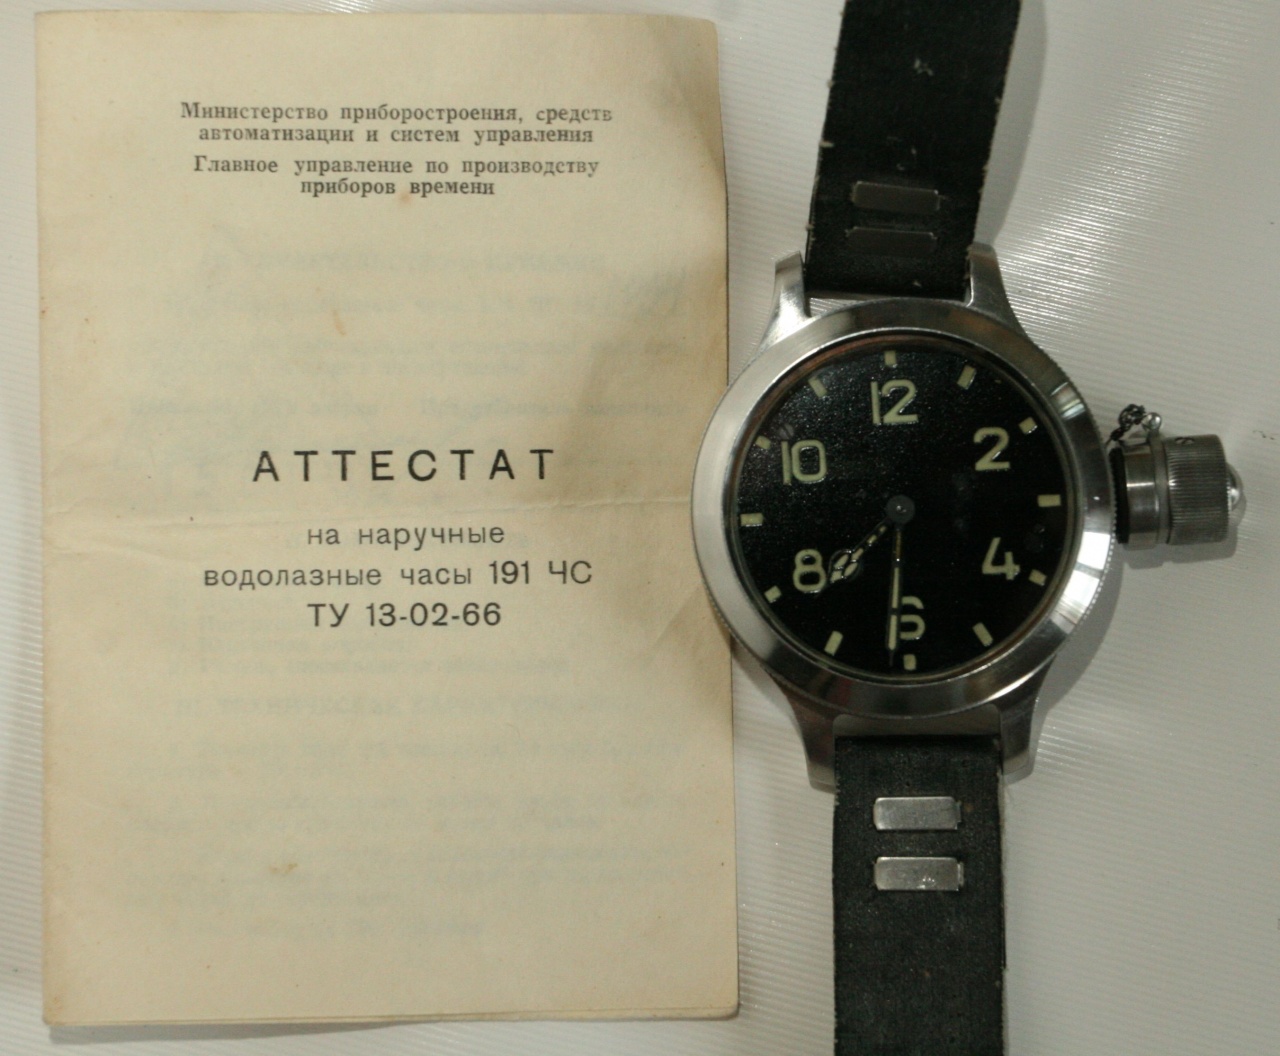 Министерство приборостроения, средств
автоматизации и систем управления
Главное управление по производству
приборов времени
АТТЕСТАТ
на наручные
водолазные часы 191 ЧС
ТУ 13-02-66
12
2
4
6
8
10